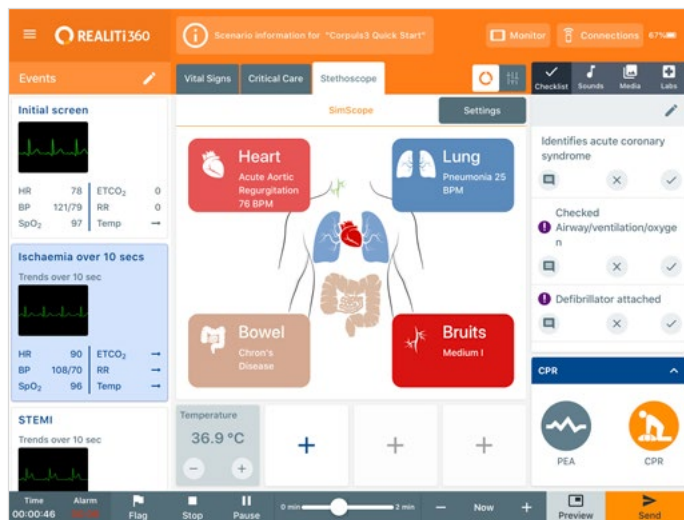 REALITi360
Scenario information for "Corpuls3 Quick Start"
Monitor
Connections
67%
Events
Vital Signs
Critical Care
Stethoscope
Checklist
Sounds
Media
Labs
Initial screen
HR 78 ETCO₂ 0
BP 121/79 RR 0
SpO₂ 97 Temp →
Ischaemia over 10 secs
Trends over 10 sec
HR 90 ETCO₂ →
BP 108/70 RR →
SpO₂ 96 Temp →
STEMI
Trends over 10 sec
SimScope
Settings
Heart
Acute Aortic
Regurgitation
76 BPM
Lung
Pneumonia 25
BPM
Bowel
Chron's
Disease
Bruits
Medium I
Temperature
36.9 °C
Identifies acute coronary
syndrome
Checked
Airway/ventilation/oxyge
n
Defibrillator attached
CPR
PEA
CPR
Time
00:00:46
Alarm
Flag
Stop
Pause
0 min
2 min
Now
Preview
Send